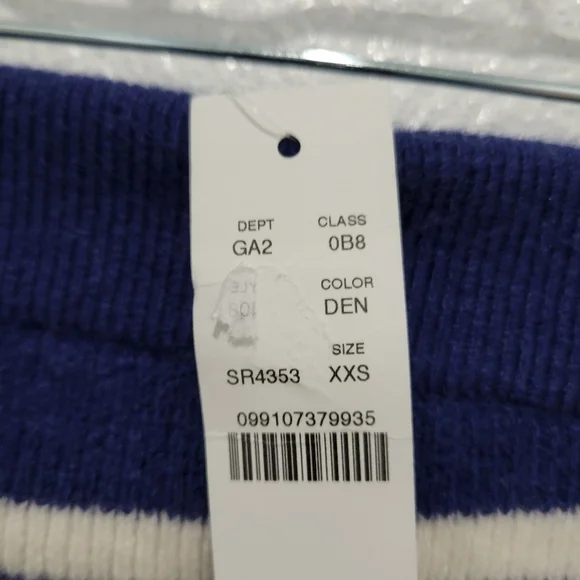 DEPT CLASS
GA2 0B8
COLOR
DEN
SIZE
SR4353 XXS
099107379935